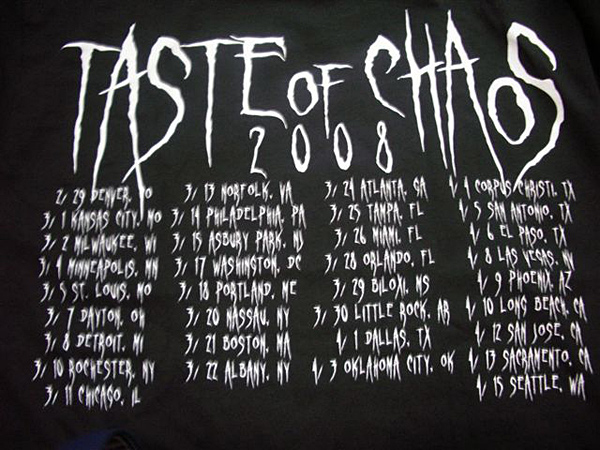 TASTE OF CHAOS
2008
2/29 DENVER, CO
3/1 KANSAS CITY, MO
3/2 MILWAUKEE, WI
3/4 MINNEAPOLIS, MN
3/5 ST. LOUIS, MO
3/7 DAYTON, OH
3/8 DETROIT, MI
3/10 ROCHESTER, NY
3/11 CHICAGO, IL
3/13 NORFOLK, VA
3/14 PHILADELPHIA, PA
3/15 ASBURY PARK, NJ
3/17 WASHINGTON, DC
3/18 PORTLAND, ME
3/20 NASSAU, NY
3/21 BOSTON, MA
3/22 ALBANY, NY
3/24 ATLANTA, GA
3/25 TAMPA, FL
3/26 MIAMI, FL
3/28 ORLANDO, FL
3/29 BILOXI, MS
3/30 LITTLE ROCK, AR
4/1 DALLAS, TX
4/3 OKLAHOMA CITY, OK
4/4 CORPUS CHRISTI, TX
4/5 SAN ANTONIO, TX
4/6 EL PASO, TX
4/8 LAS VEGAS, NV
4/9 PHOENIX, AZ
4/10 LONG BEACH, CA
4/12 SAN JOSE, CA
4/13 SACRAMENTO, CA
4/15 SEATTLE, WA